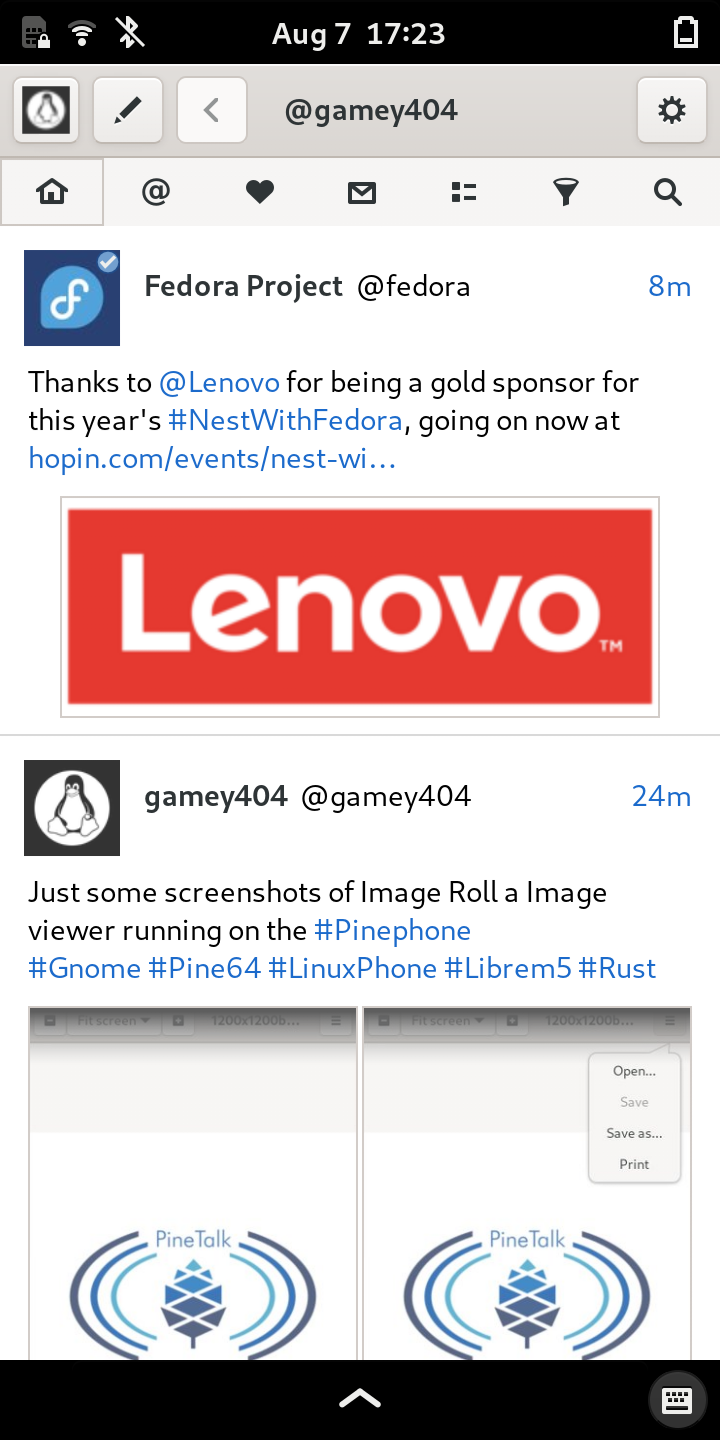 Aug 7 17:23
@gamey404
@
Fedora Project @fedora 8m
Thanks to @Lenovo for being a gold sponsor for
this year's #NestWithFedora, going on now at
hopin.com/events/nest-wi…
Lenovo™
gamey404 @gamey404 24m
Just some screenshots of Image Roll a Image
viewer running on the #Pinephone
#Gnome #Pine64 #LinuxPhone #Librem5 #Rust
Fit screen 1200x1200b...
Fit screen 1200x1200b...
Open...
Save
Save as...
Print
PineTalk
PineTalk